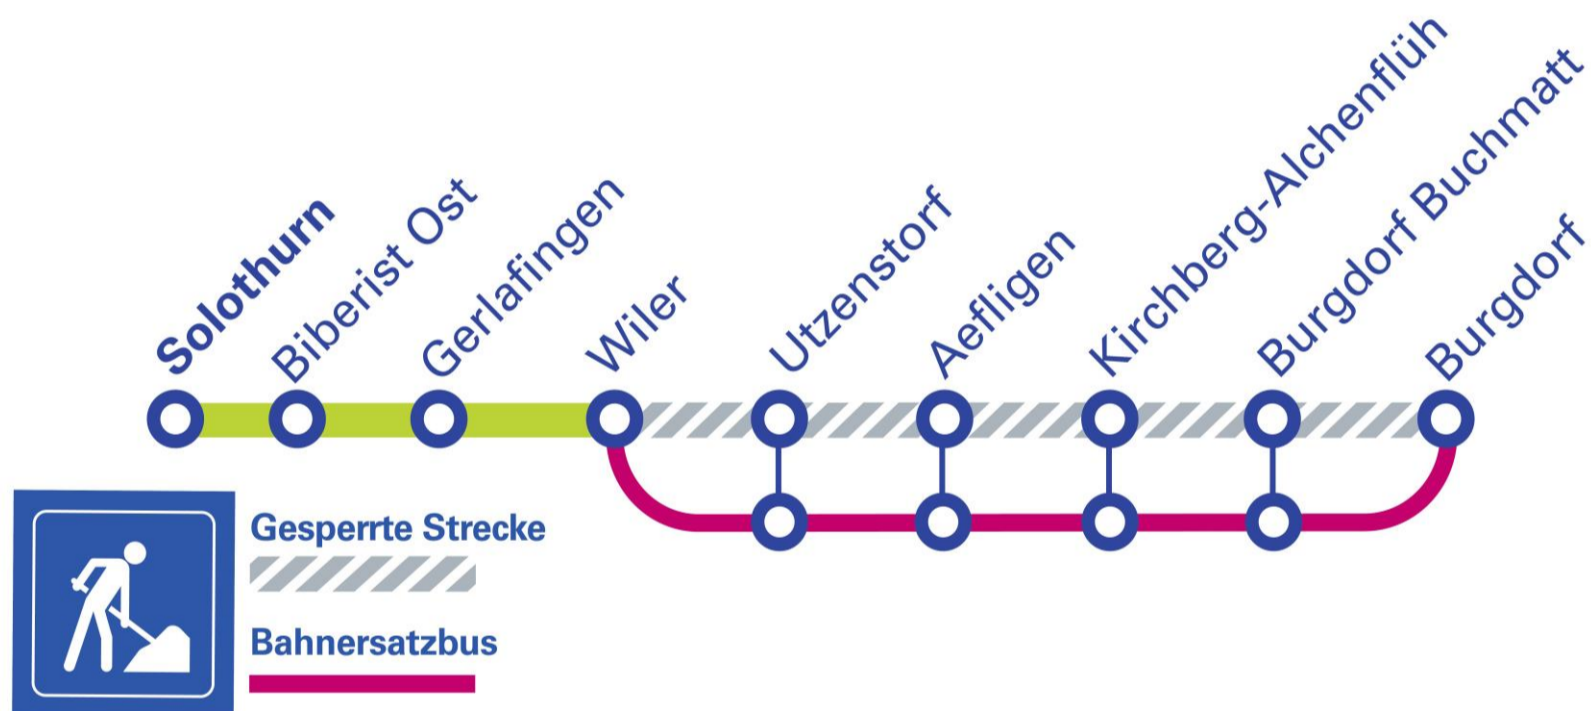 Solothurn
Biberist Ost
Gerlafingen
Wiler
Utzenstorf
Aefligen
Kirchberg-Alchenflüh
Burgdorf Buchmatt
Burgdorf
Gesperrte Strecke
Bahnersatzbus